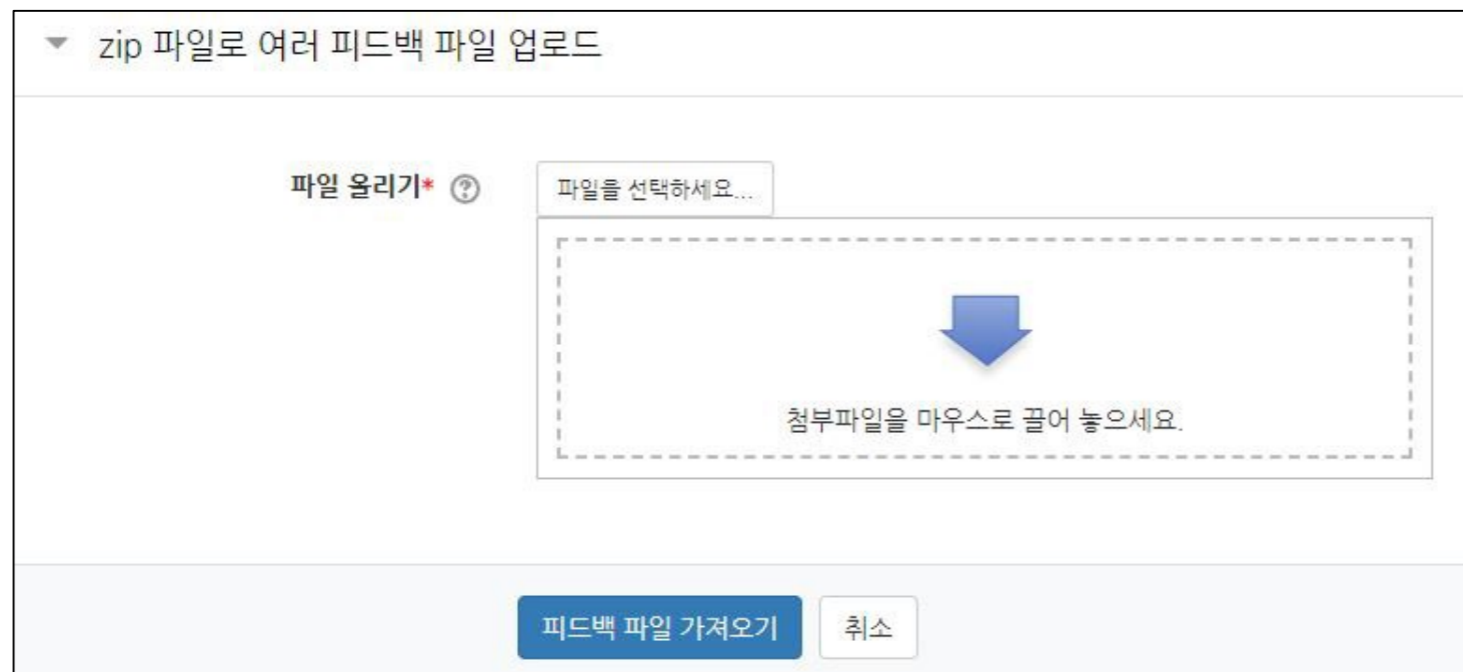 zip 파일로 여러 피드백 파일 업로드
파일 올리기*
파일을 선택하세요...
첨부파일을 마우스로 끌어 놓으세요.
피드백 파일 가져오기
취소